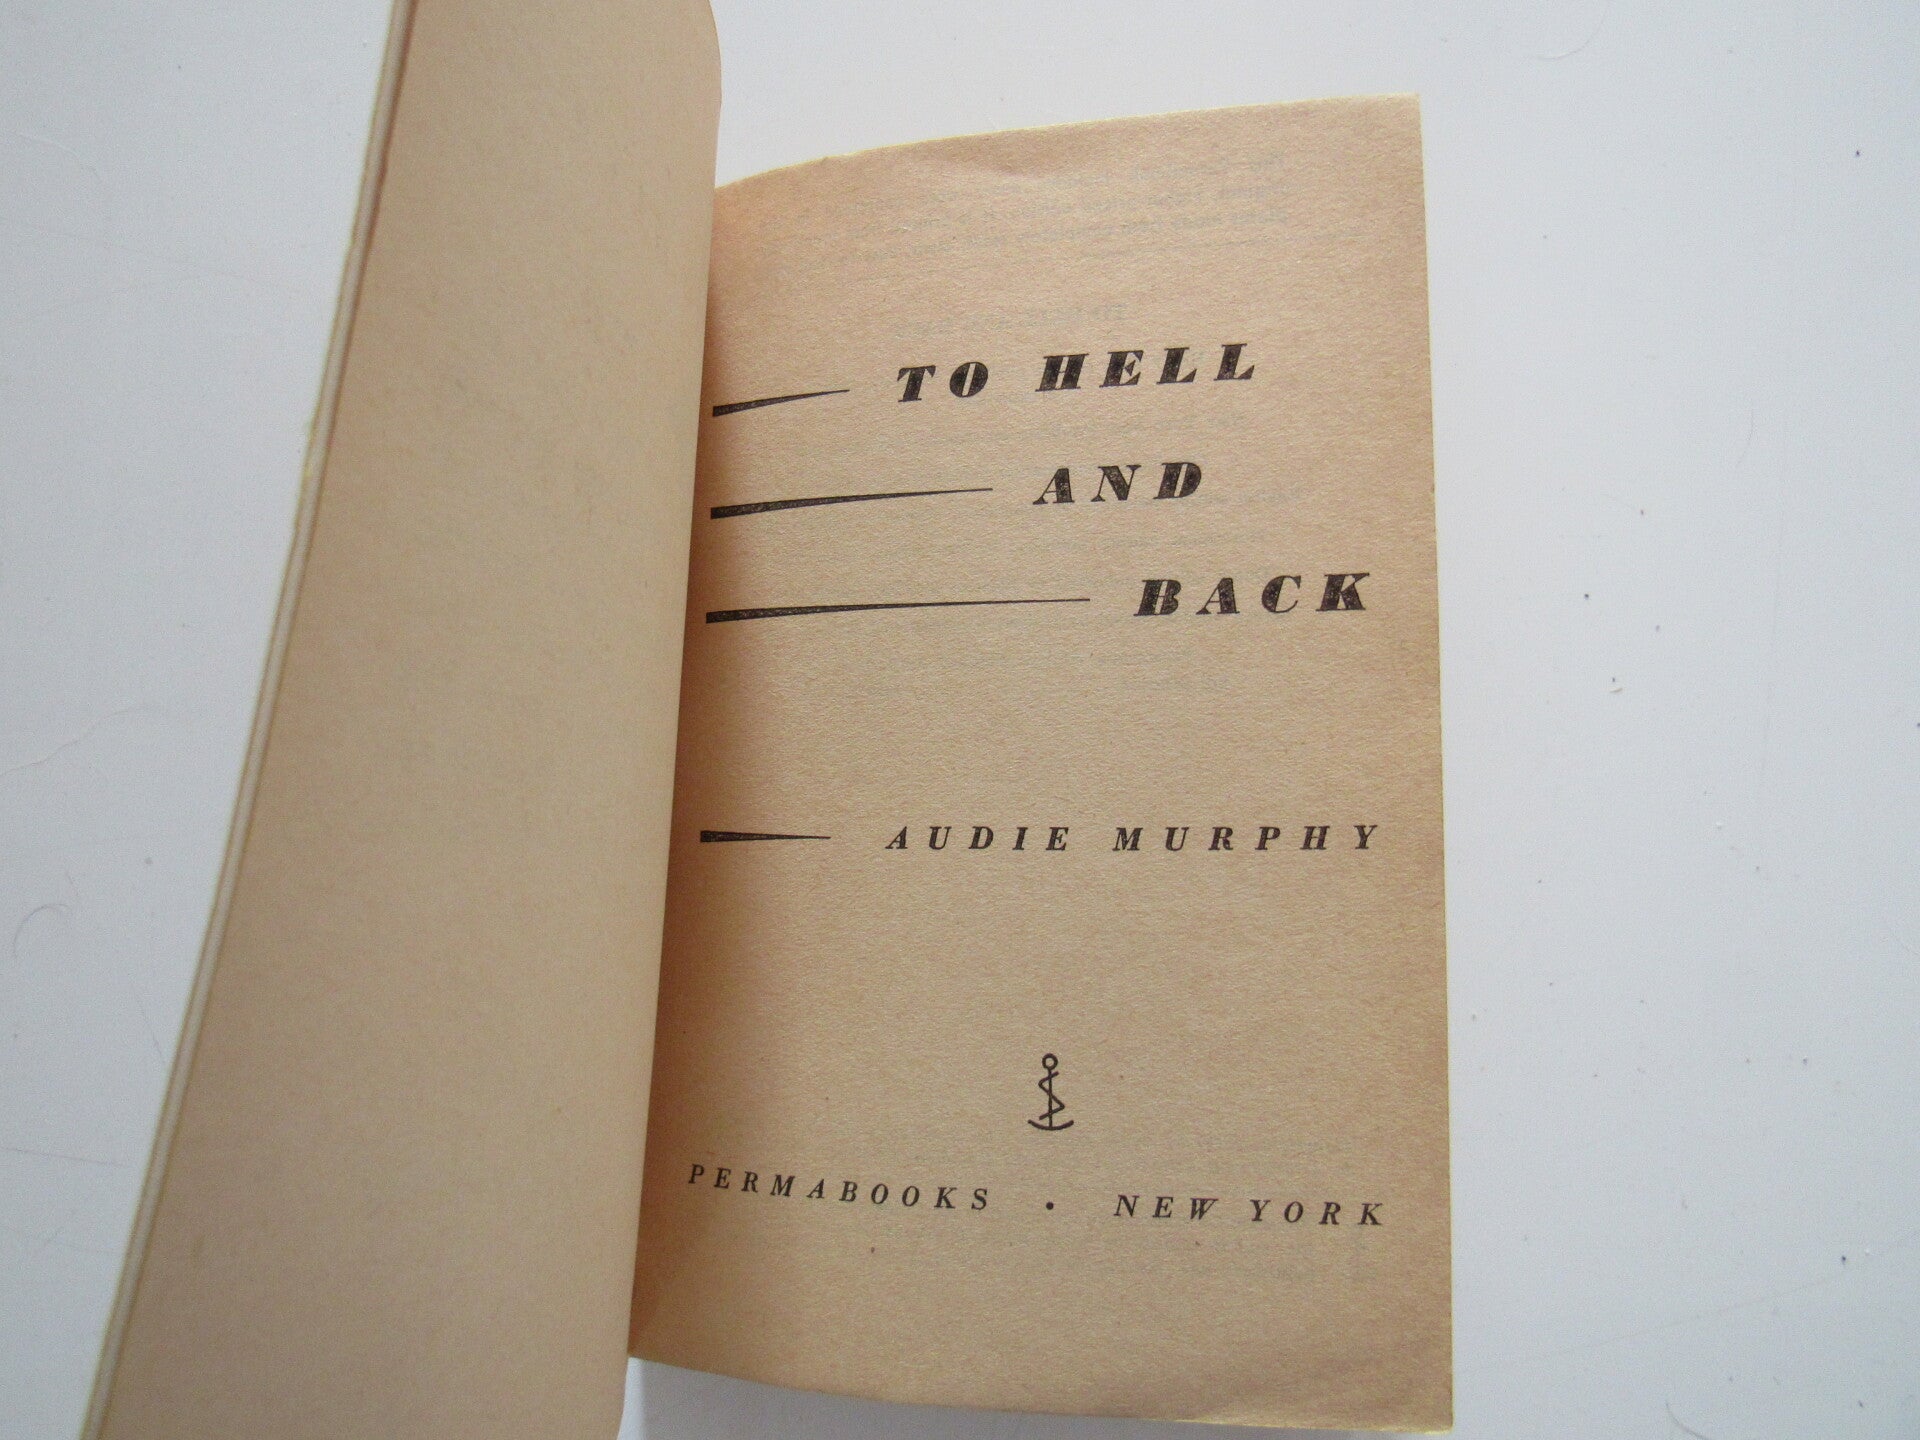 TO HELL
AND
BACK
AUDIE MURPHY
PERMABOOKS • NEW YORK